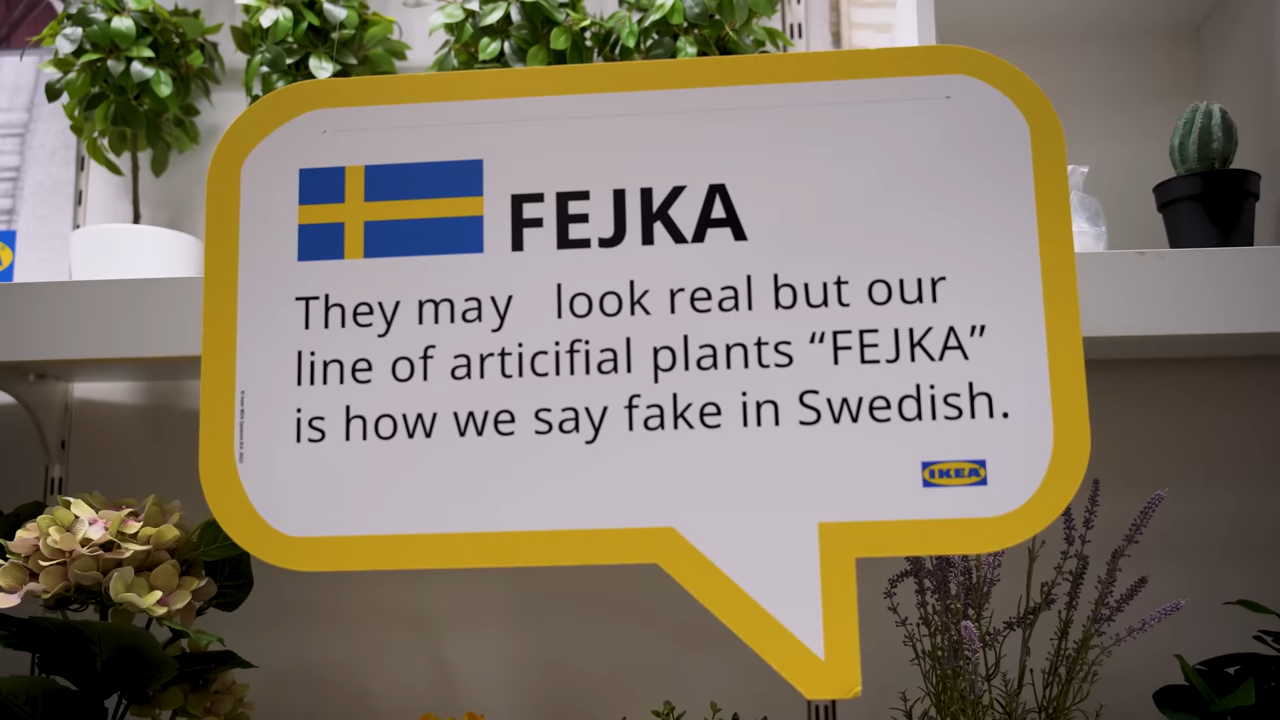 FEJKA
They may look real but our
line of articifial plants “FEJKA”
is how we say fake in Swedish.
IKEA